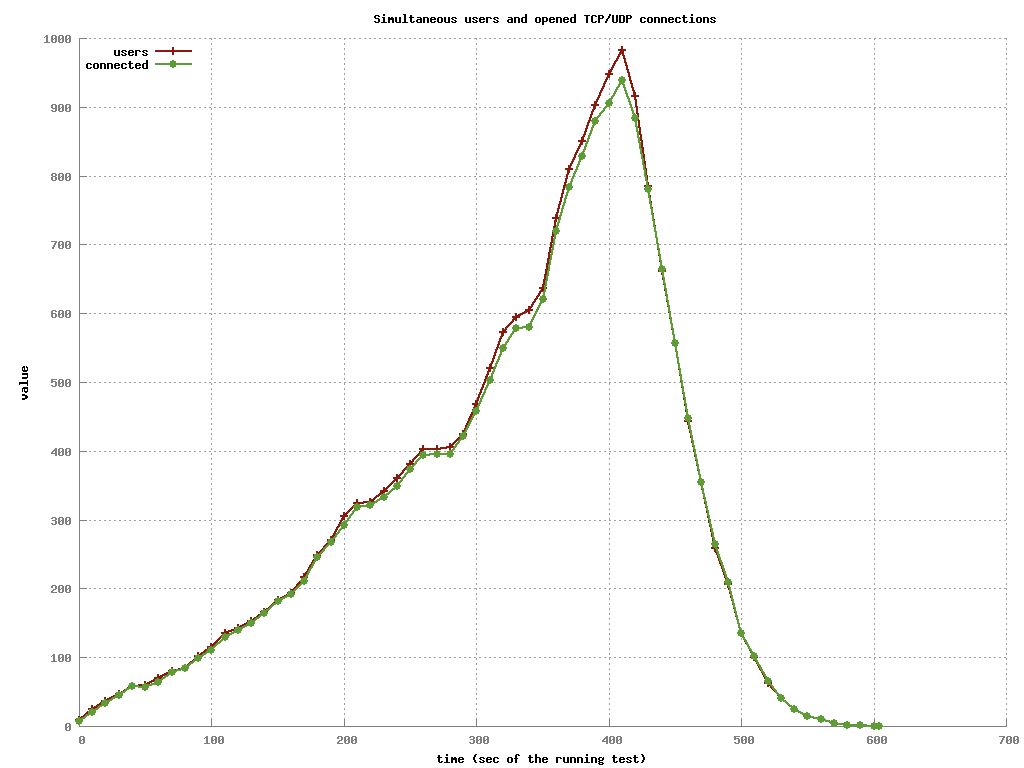 Simultaneous users and opened TCP/UDP connections
1000
users
connected
900
800
700
600
500
value
400
300
200
100
0
0 100 200 300 400 500 600 700
time (sec of the running test)